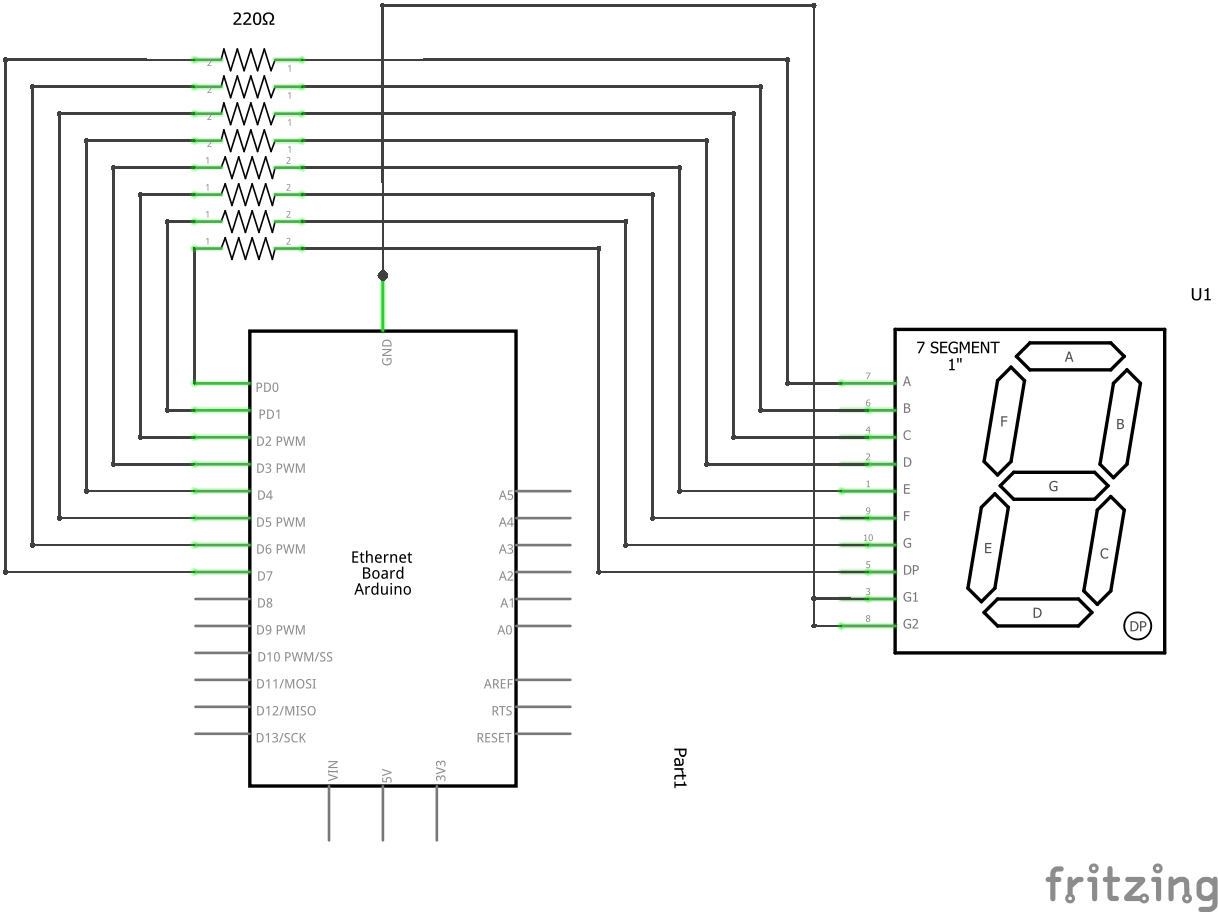 220Ω
2 1
2 1
2 1
2 1
1 2
1 2
1 2
1 2
GND
PD0
PD1
D2 PWM
D3 PWM
D4
D5 PWM
D6 PWM
D7
D8
D9 PWM
D10 PWM/SS
D11/MOSI
D12/MISO
D13/SCK
Ethernet
Board
Arduino
A5
A4
A3
A2
A1
A0
AREF
RTS
RESET
VIN
5V
3V3
Part1
U1
7 SEGMENT
1"
7 A
6 B
4 C
2 D
1 E
9 F
10 G
5 DP
3 G1
8 G2
A
F
B
G
E
C
D
DP
fritzing